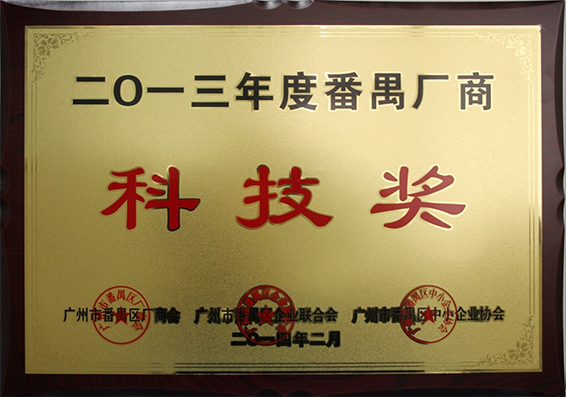 二〇一三年度番禺厂商
科技奖
广州市番禺区厂商会 广州市番禺区企业联合会 广州市番禺区中小企业协会
二〇一四年二月